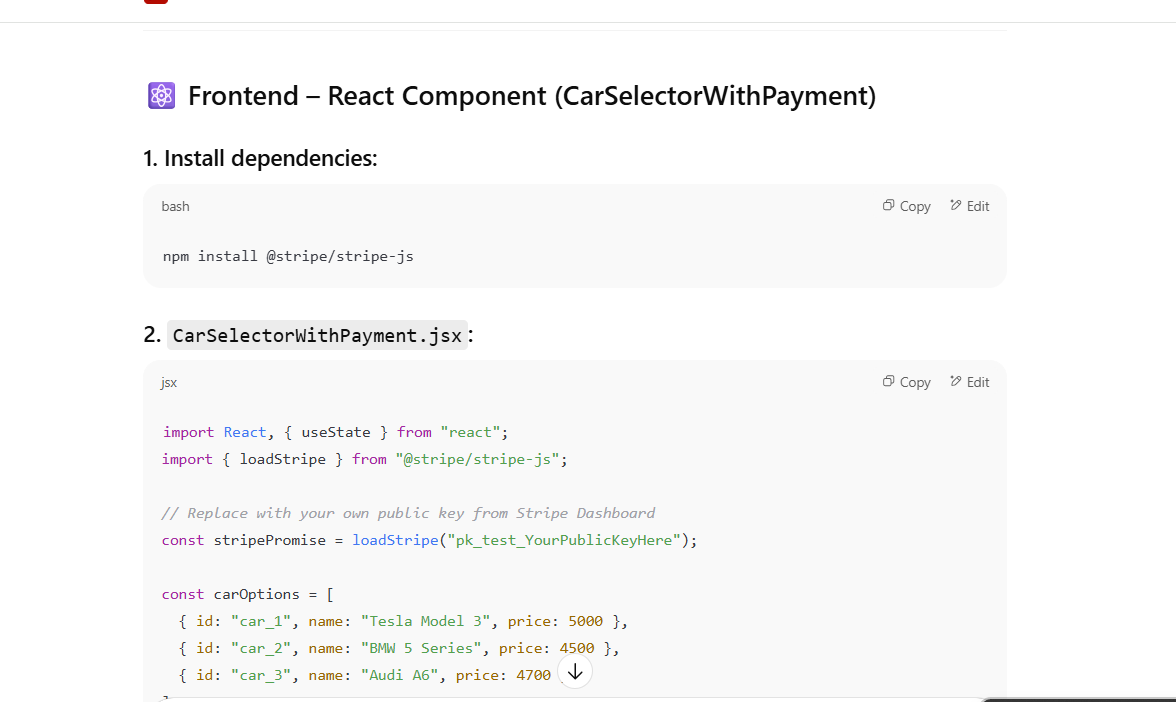 Frontend – React Component (CarSelectorWithPayment)
1. Install dependencies:
bash Copy Edit
npm install @stripe/stripe-js
2. CarSelectorWithPayment.jsx:
jsx Copy Edit
import React, { useState } from "react";
import { loadStripe } from "@stripe/stripe-js";
// Replace with your own public key from Stripe Dashboard
const stripePromise = loadStripe("pk_test_YourPublicKeyHere");
const carOptions = [
{ id: "car_1", name: "Tesla Model 3", price: 5000 },
{ id: "car_2", name: "BMW 5 Series", price: 4500 },
{ id: "car_3", name: "Audi A6", price: 4700